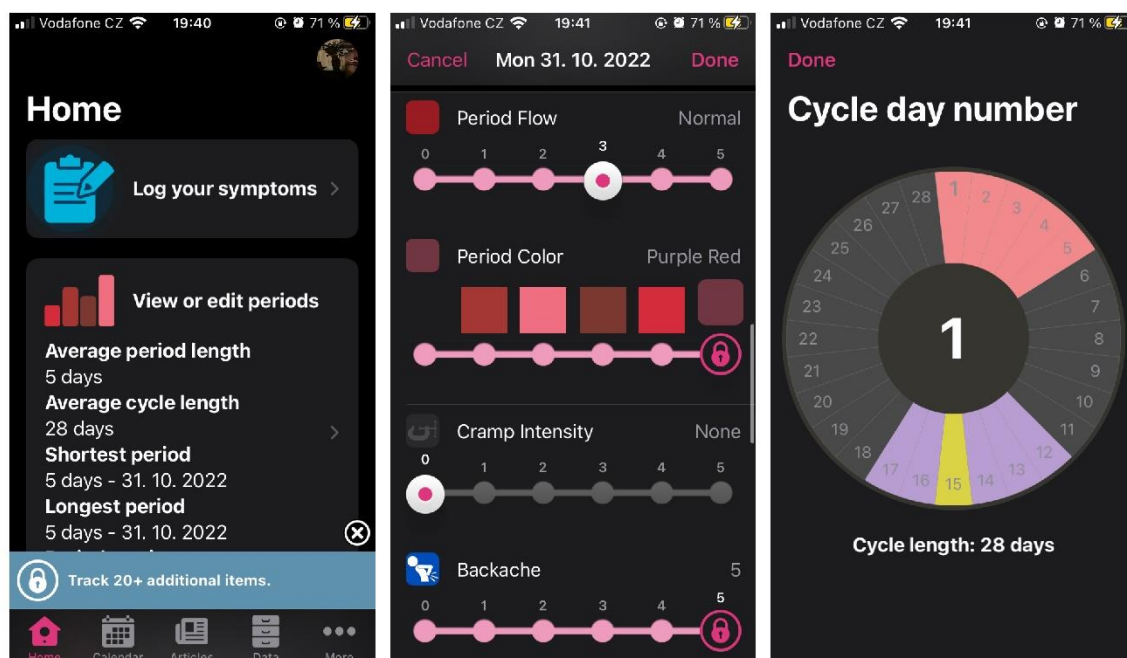 Vodafone CZ 19:40 71 %
Home
Log your symptoms
View or edit periods
Average period length
5 days
Average cycle length
28 days
Shortest period
5 days - 31. 10. 2022
Longest period
5 days - 31. 10. 2022
Track 20+ additional items.
Home Calendar Articles Data More
Vodafone CZ 19:41 71 %
Cancel Mon 31. 10. 2022 Done
Period Flow Normal
0 1 2 3 4 5
Period Color Purple Red
Cramp Intensity None
0 1 2 3 4 5
Backache 5
0 1 2 3 4 5
Vodafone CZ 19:41 71 %
Done
Cycle day number
1 2 3 4 5 6 7 8 9 10 11 12 13 14 15 16 17 18 19 20 21 22 23 24 25 26 27 28
1
Cycle length: 28 days